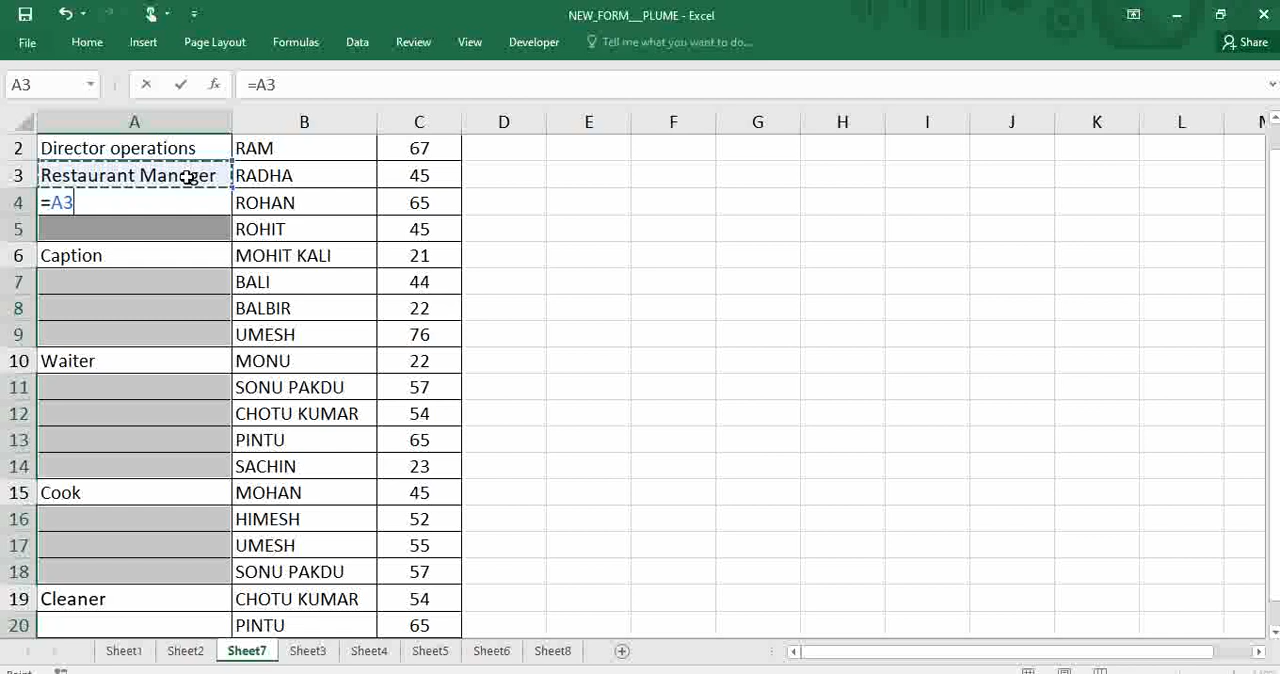 NEW_FORM__PLUME - Excel
File Home Insert Page Layout Formulas Data Review View Developer Tell me what you want to do... Share
A3 fx =A3
A B C D E F G H I J K L
2 Director operations RAM 67
3 Restaurant Manager RADHA 45
4 =A3 ROHAN 65
5 ROHIT 45
6 Caption MOHIT KALI 21
7 BALI 44
8 BALBIR 22
9 UMESH 76
10 Waiter MONU 22
11 SONU PAKDU 57
12 CHOTU KUMAR 54
13 PINTU 65
14 SACHIN 23
15 Cook MOHAN 45
16 HIMESH 52
17 UMESH 55
18 SONU PAKDU 57
19 Cleaner CHOTU KUMAR 54
20 PINTU 65
Sheet1 Sheet2 Sheet7 Sheet3 Sheet4 Sheet5 Sheet6 Sheet8